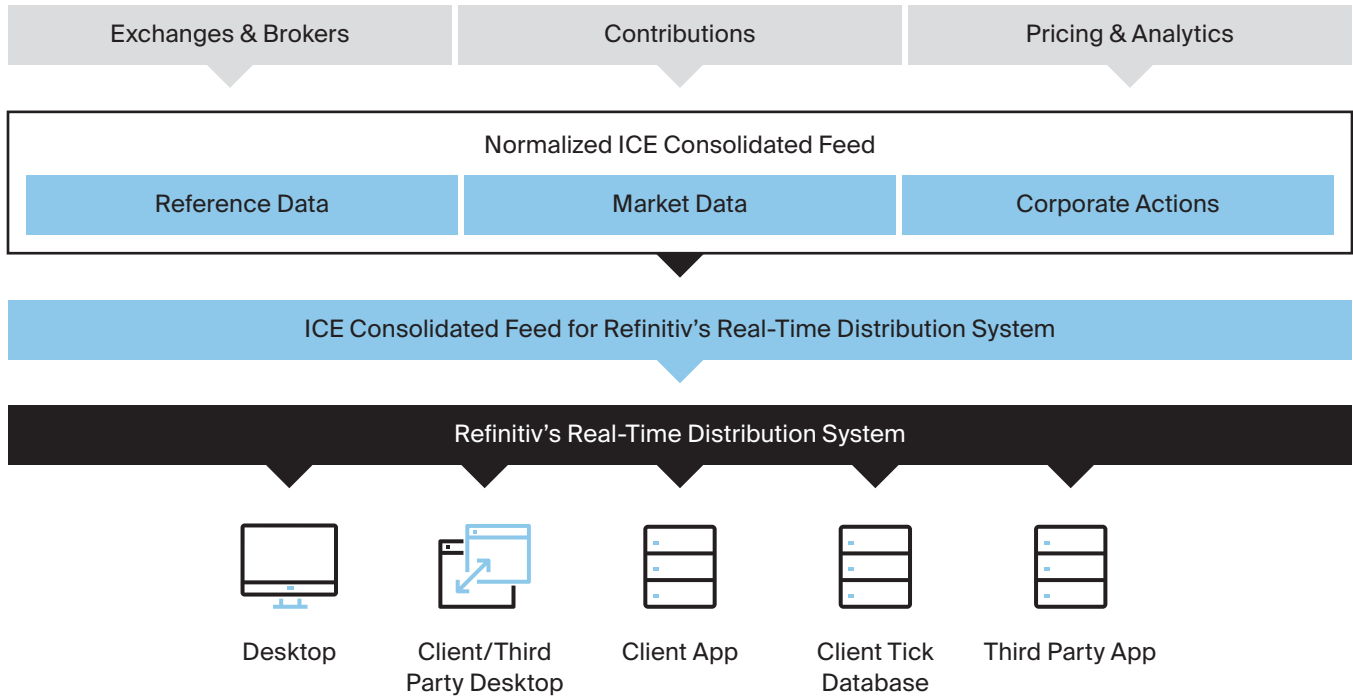 Exchanges & Brokers
Contributions
Pricing & Analytics
Normalized ICE Consolidated Feed
Reference Data
Market Data
Corporate Actions
ICE Consolidated Feed for Refinitiv’s Real-Time Distribution System
Refinitiv’s Real-Time Distribution System
Desktop
Client/Third
Party Desktop
Client App
Client Tick
Database
Third Party App